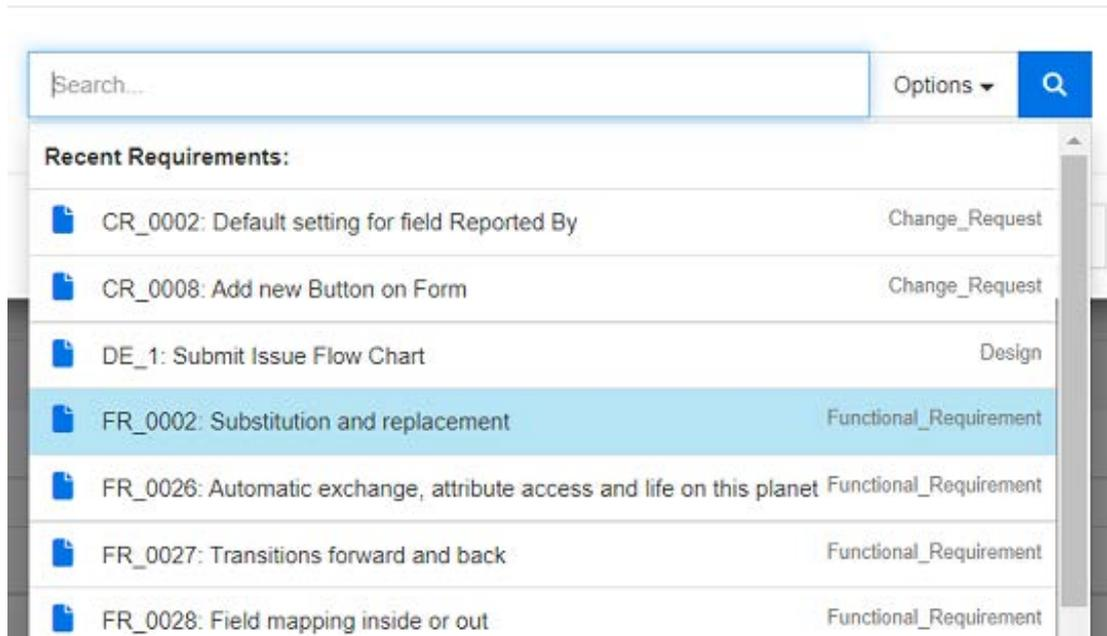 Search...
Options
Recent Requirements:
CR_0002: Default setting for field Reported By Change_Request
CR_0008: Add new Button on Form Change_Request
DE_1: Submit Issue Flow Chart Design
FR_0002: Substitution and replacement Functional_Requirement
FR_0026: Automatic exchange, attribute access and life on this planet Functional_Requirement
FR_0027: Transitions forward and back Functional_Requirement
FR_0028: Field mapping inside or out Functional_Requirement